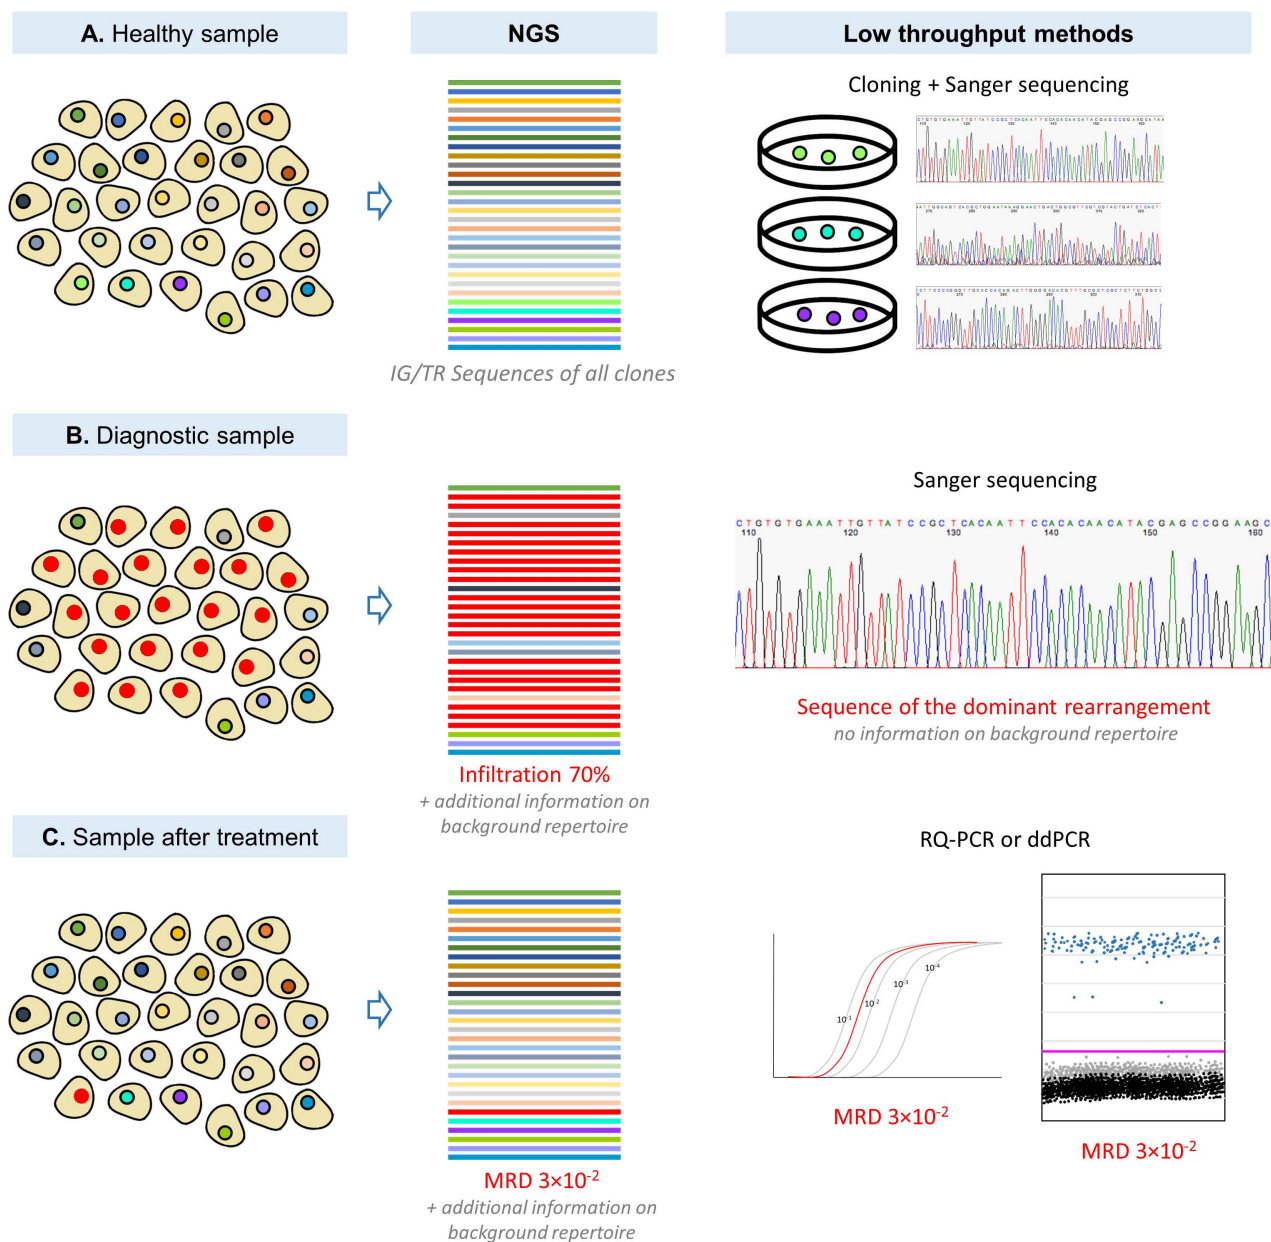 A. Healthy sample
NGS
Low throughput methods
Cloning + Sanger sequencing
IG/TR Sequences of all clones
B. Diagnostic sample
Sanger sequencing
CTGTGTGAAATTGTTATCCGCTCACAATTCCACACAACATACGAGCCGGAAGC
110 120 130 140 150 160
Sequence of the dominant rearrangement
no information on background repertoire
Infiltration 70%
+ additional information on
background repertoire
C. Sample after treatment
RQ-PCR or ddPCR
10-1
10-2
10-3
10-4
MRD 3×10-2
MRD 3×10-2
MRD 3×10-2
+ additional information on
background repertoire